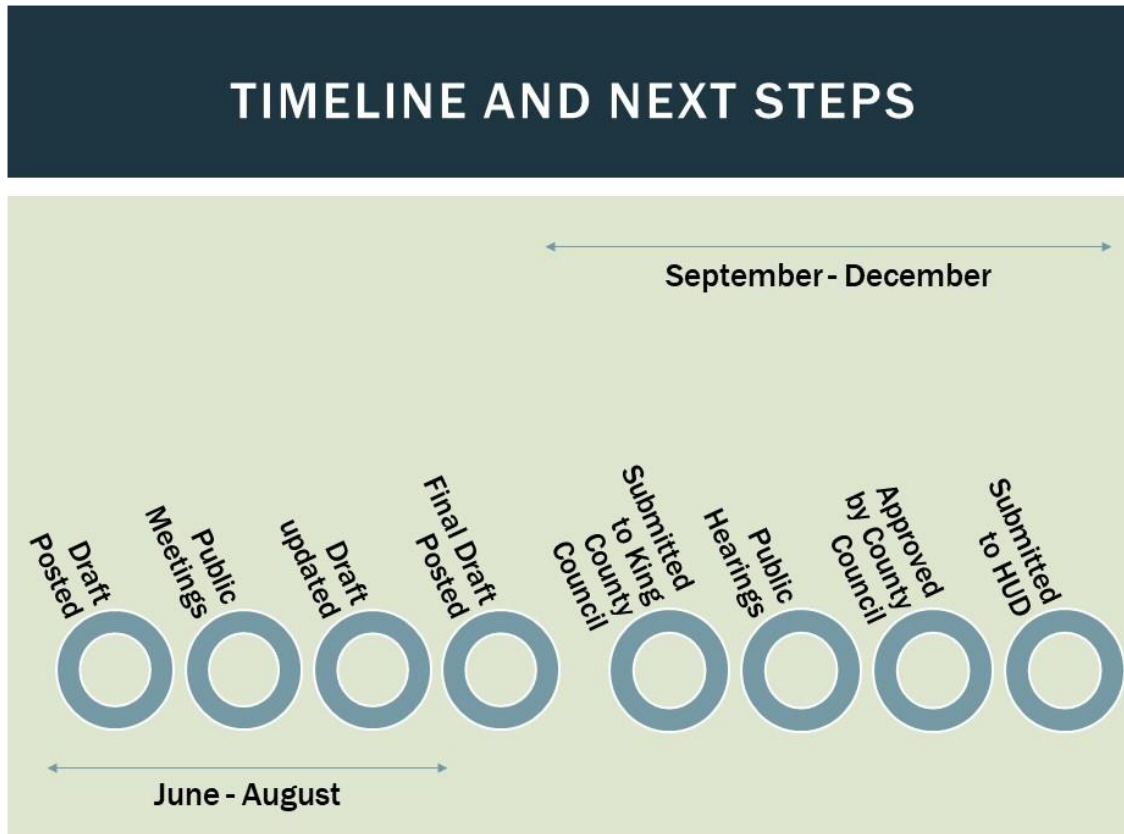 TIMELINE AND NEXT STEPS
September - December
Draft
Posted
Public
Meetings
Draft
updated
Final Draft
Posted
Submitted
to King
County
Council
Public
Hearings
Approved
by County
Council
Submitted
to HUD
June - August